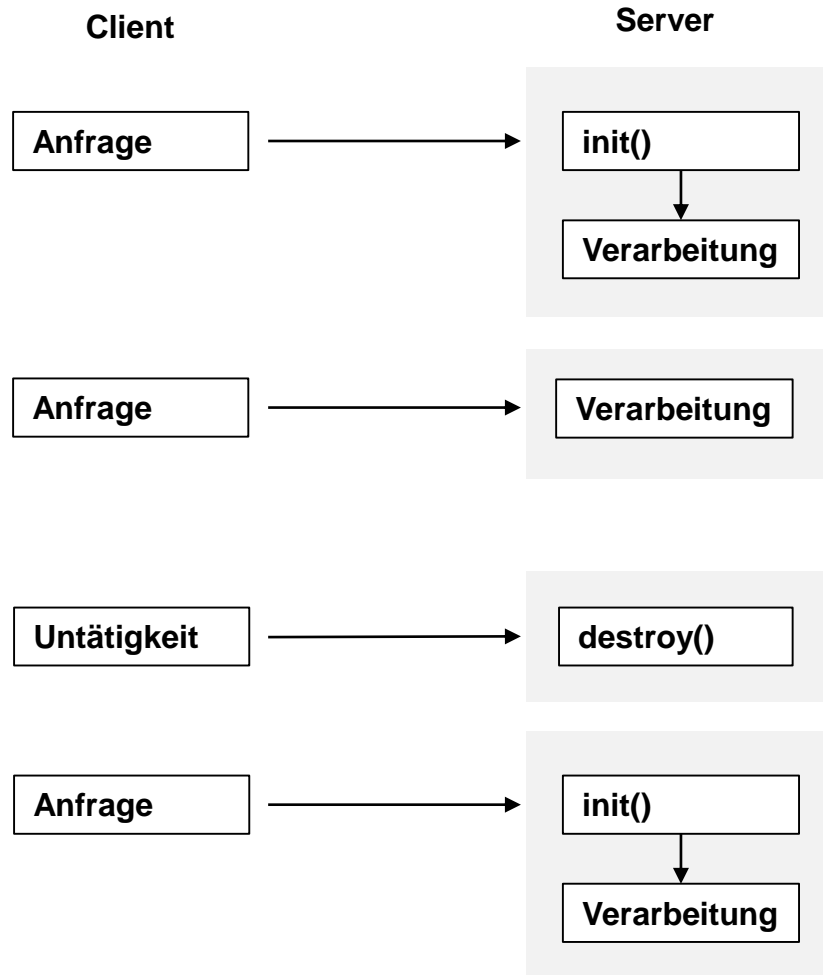 Client
Server
Anfrage
init()
Verarbeitung
Anfrage
Verarbeitung
Untätigkeit
destroy()
Anfrage
init()
Verarbeitung